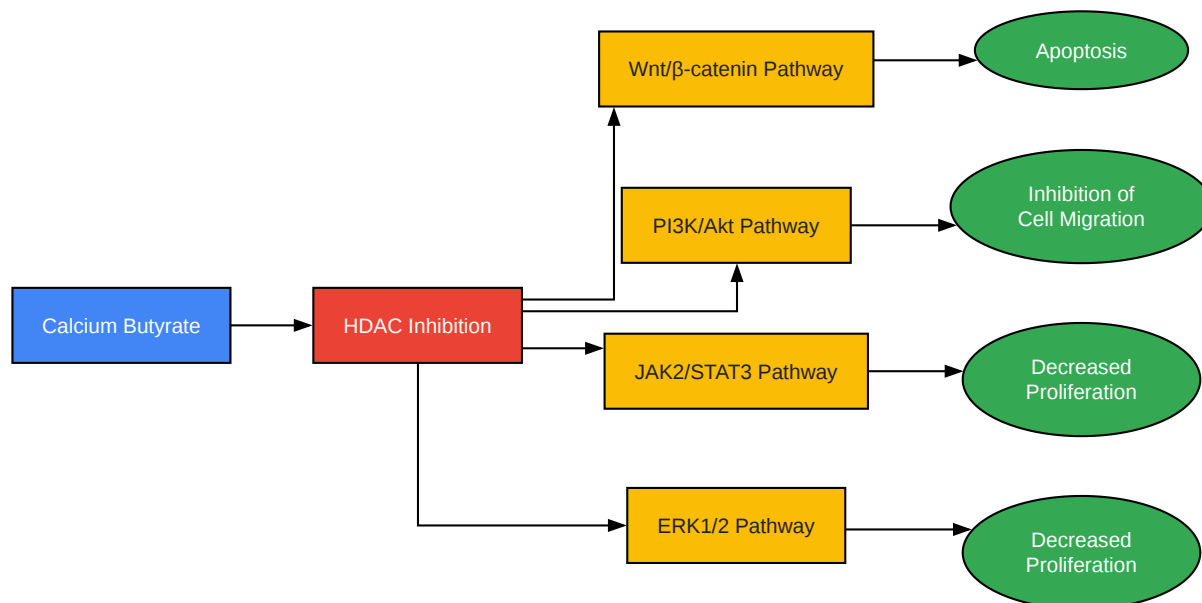 Wnt/β-catenin Pathway
Apoptosis
PI3K/Akt Pathway
Inhibition of
Cell Migration
Calcium Butyrate
HDAC Inhibition
JAK2/STAT3 Pathway
Decreased
Proliferation
ERK1/2 Pathway
Decreased
Proliferation